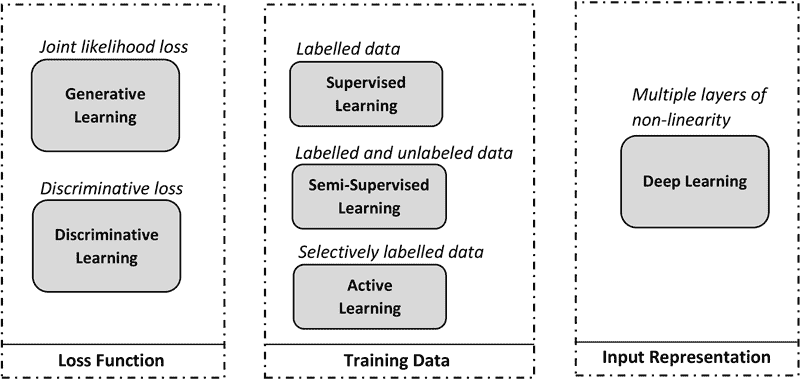 Joint likelihood loss
Generative
Learning
Discriminative loss
Discriminative
Learning
Loss Function
Labelled data
Supervised
Learning
Labelled and unlabeled data
Semi-Supervised
Learning
Selectively labelled data
Active
Learning
Training Data
Multiple layers of
non-linearity
Deep Learning
Input Representation